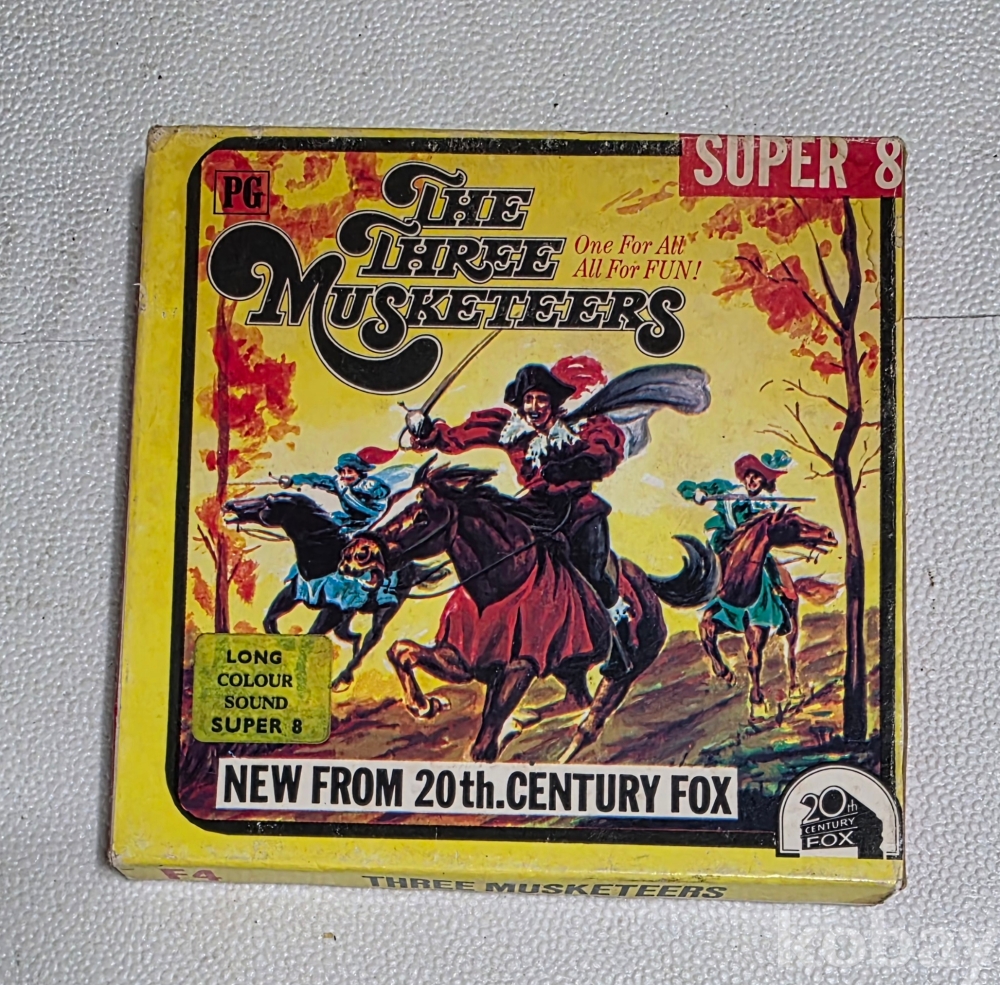 SUPER 8
PG
THE
THREE
MUSKETEERS
One For All
All For FUN!
LONG
COLOUR
SOUND
SUPER 8
NEW FROM 20th.CENTURY FOX
20th
CENTURY
FOX
F4
THREE MUSKETEERS